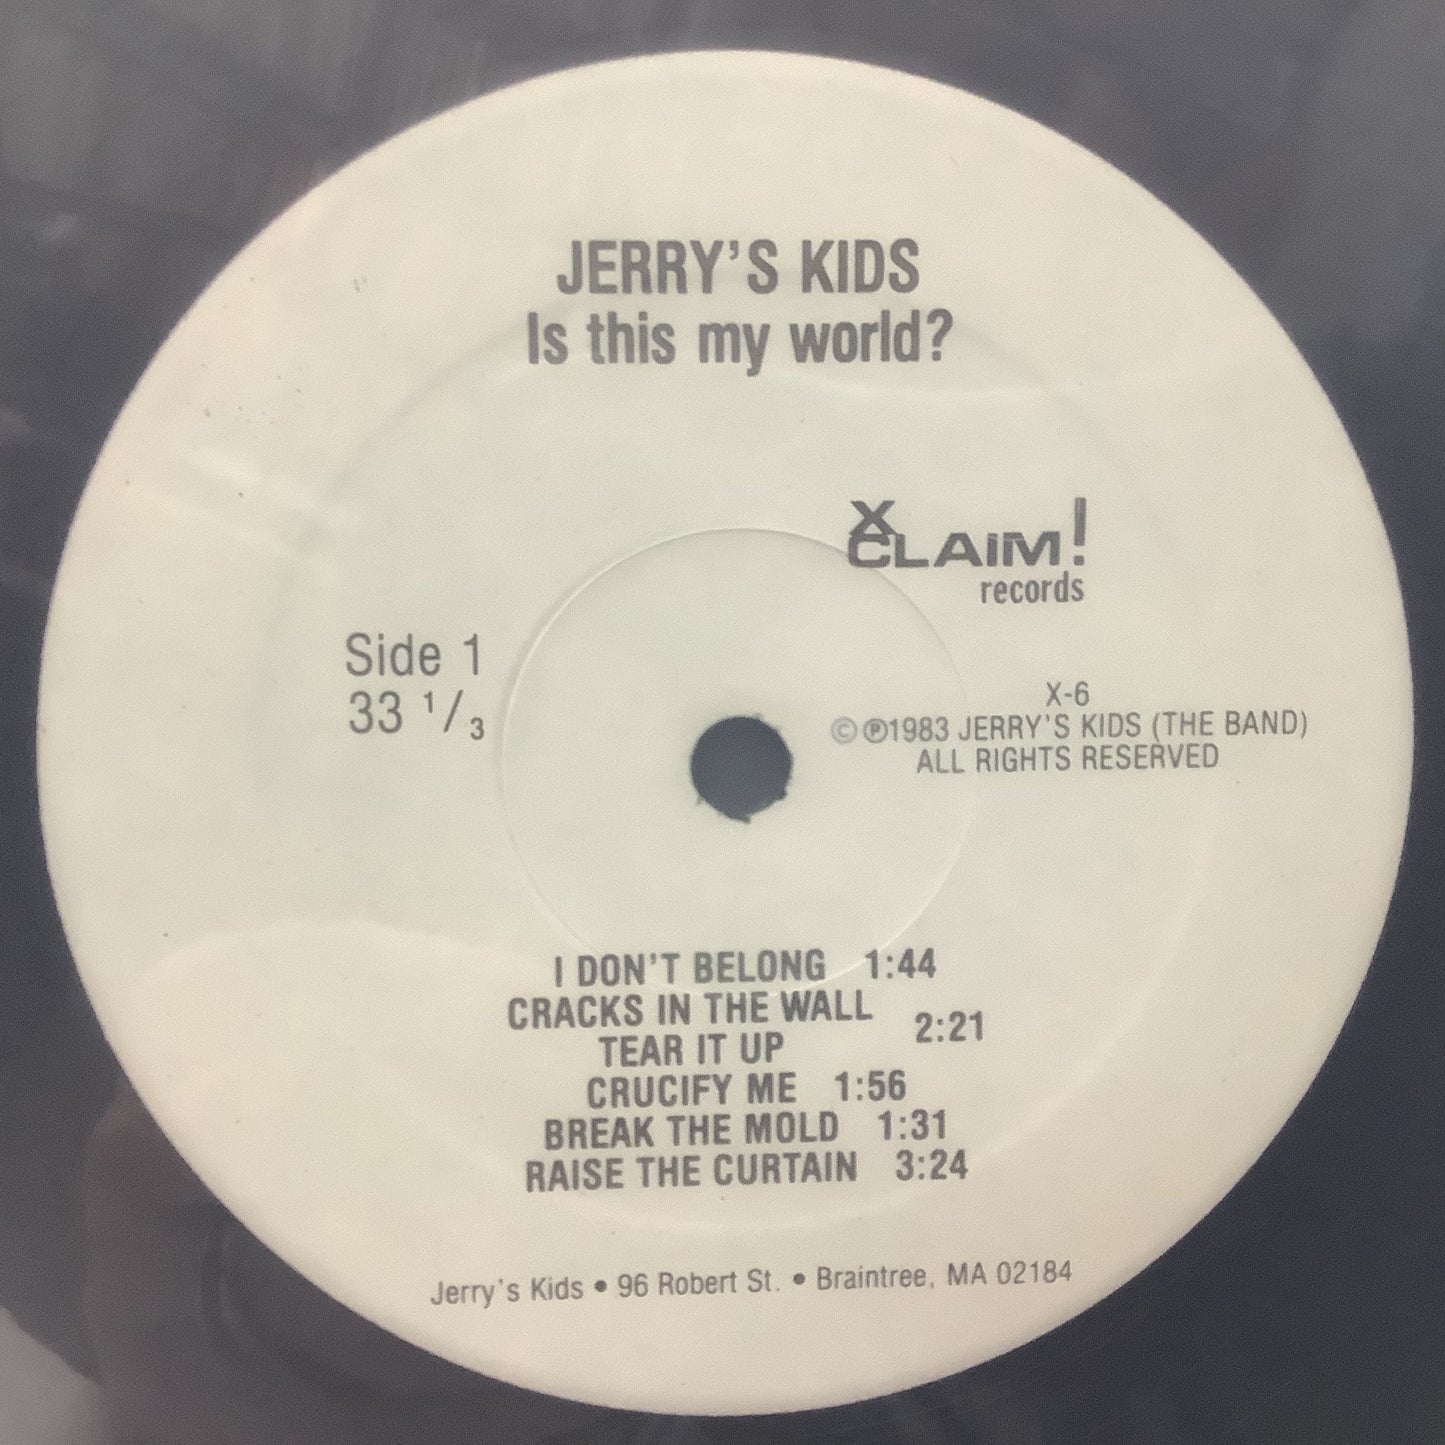 JERRY'S KIDS
Is this my world?
XCLAIM!
records
Side 1
33 1/3
X-6
©℗1983 JERRY'S KIDS (THE BAND)
ALL RIGHTS RESERVED
I DON'T BELONG 1:44
CRACKS IN THE WALL
2:21
TEAR IT UP
CRUCIFY ME 1:56
BREAK THE MOLD 1:31
RAISE THE CURTAIN 3:24
Jerry's Kids • 96 Robert St. • Braintree, MA 02184